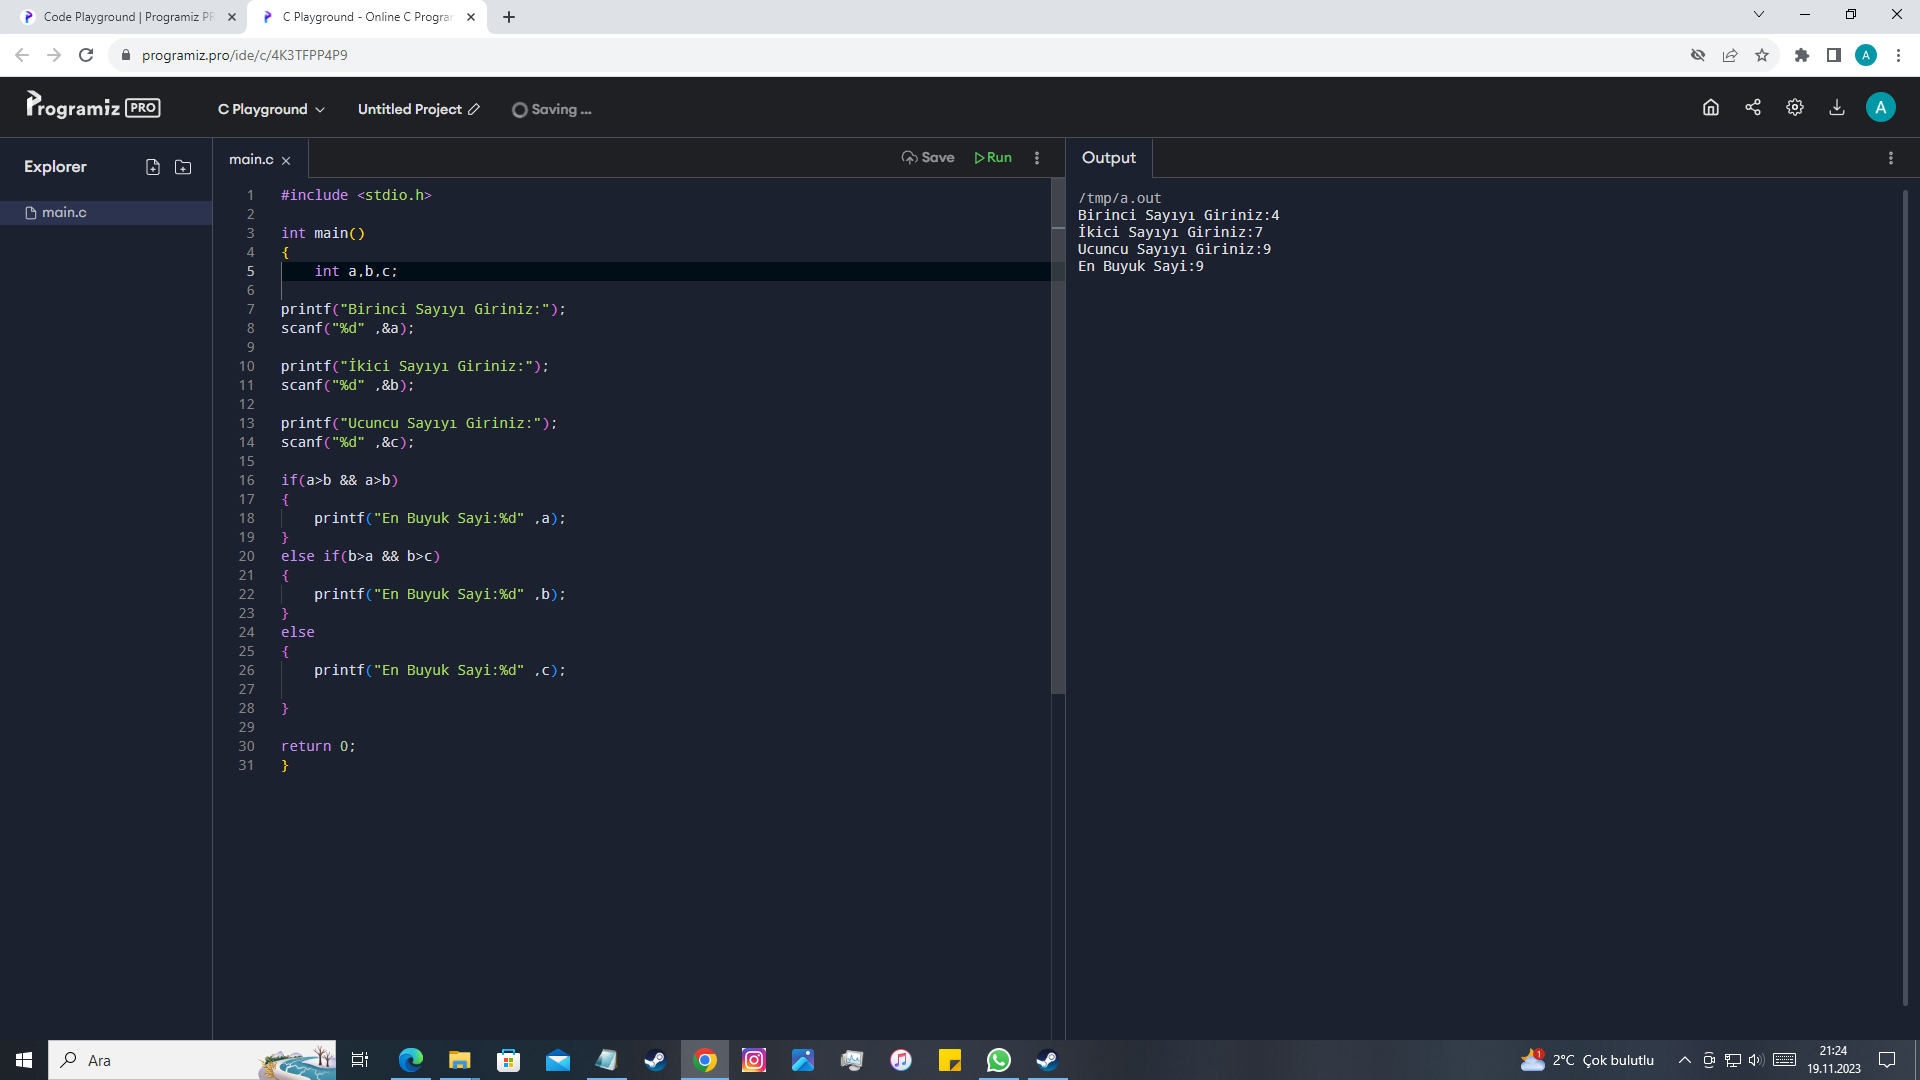 Code Playground | Programiz PR
C Playground - Online C Program
programiz.pro/ide/c/4K3TFPP4P9
A
Programiz PRO
C Playground
Untitled Project
Saving ...
A
Explorer
main.c
main.c
Save
Run
Output
1 #include <stdio.h>
2
3 int main()
4 {
5 int a,b,c;
6
7 printf("Birinci Sayıyı Giriniz:");
8 scanf("%d" ,&a);
9
10 printf("İkici Sayıyı Giriniz:");
11 scanf("%d" ,&b);
12
13 printf("Ucuncu Sayıyı Giriniz:");
14 scanf("%d" ,&c);
15
16 if(a>b && a>b)
17 {
18 printf("En Buyuk Sayi:%d" ,a);
19 }
20 else if(b>a && b>c)
21 {
22 printf("En Buyuk Sayi:%d" ,b);
23 }
24 else
25 {
26 printf("En Buyuk Sayi:%d" ,c);
27
28 }
29
30 return 0;
31 }
/tmp/a.out
Birinci Sayıyı Giriniz:4
İkici Sayıyı Giriniz:7
Ucuncu Sayıyı Giriniz:9
En Buyuk Sayi:9
Ara
1
2°C Çok bulutlu
21:24
19.11.2023